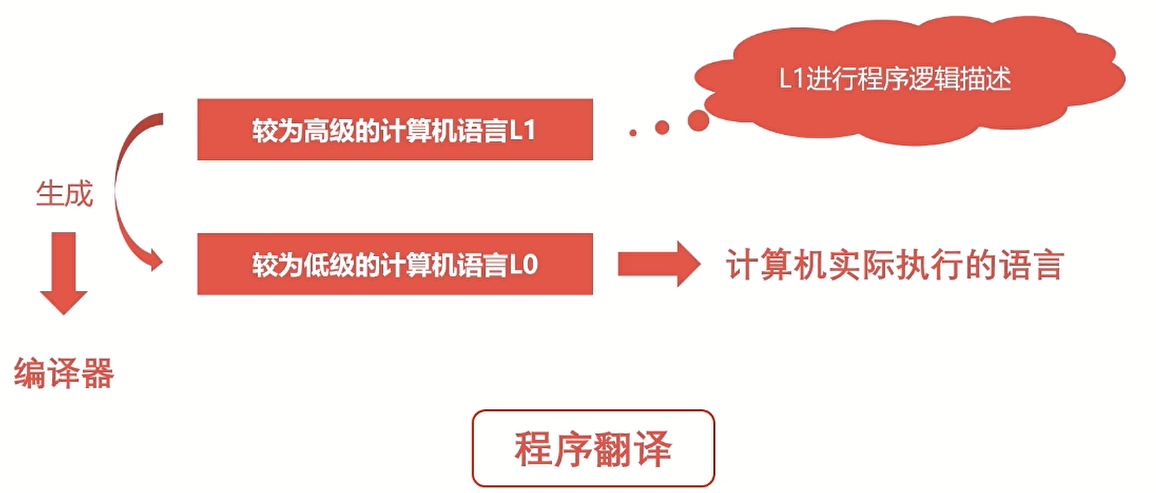 L1进行程序逻辑描述
较为高级的计算机语言L1
生成
较为低级的计算机语言L0
计算机实际执行的语言
编译器
程序翻译